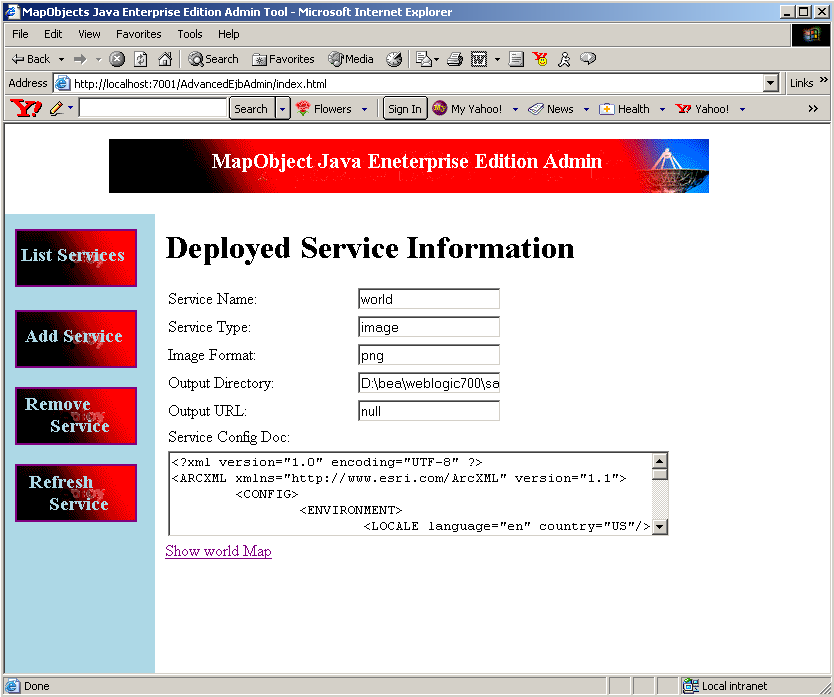 MapObjects Java Enterprise Edition Admin Tool - Microsoft Internet Explorer
File Edit View Favorites Tools Help
Back Search Favorites Media
Address http://localhost:7001/AdvancedEjbAdmin/index.html Links »
Y! Search Flowers Sign In My Yahoo! News Health Y! Yahoo! »
MapObject Java Eneterprise Edition Admin
List Services
Add Service
Remove
Service
Refresh
Service
Deployed Service Information
Service Name: world
Service Type: image
Image Format: png
Output Directory: D:\bea\weblogic700\sa
Output URL: null
Service Config Doc:
<?xml version="1.0" encoding="UTF-8" ?>
<ARCXML xmlns="http://www.esri.com/ArcXML" version="1.1">
<CONFIG>
<ENVIRONMENT>
<LOCALE language="en" country="US"/>
Show world Map
Done Local intranet